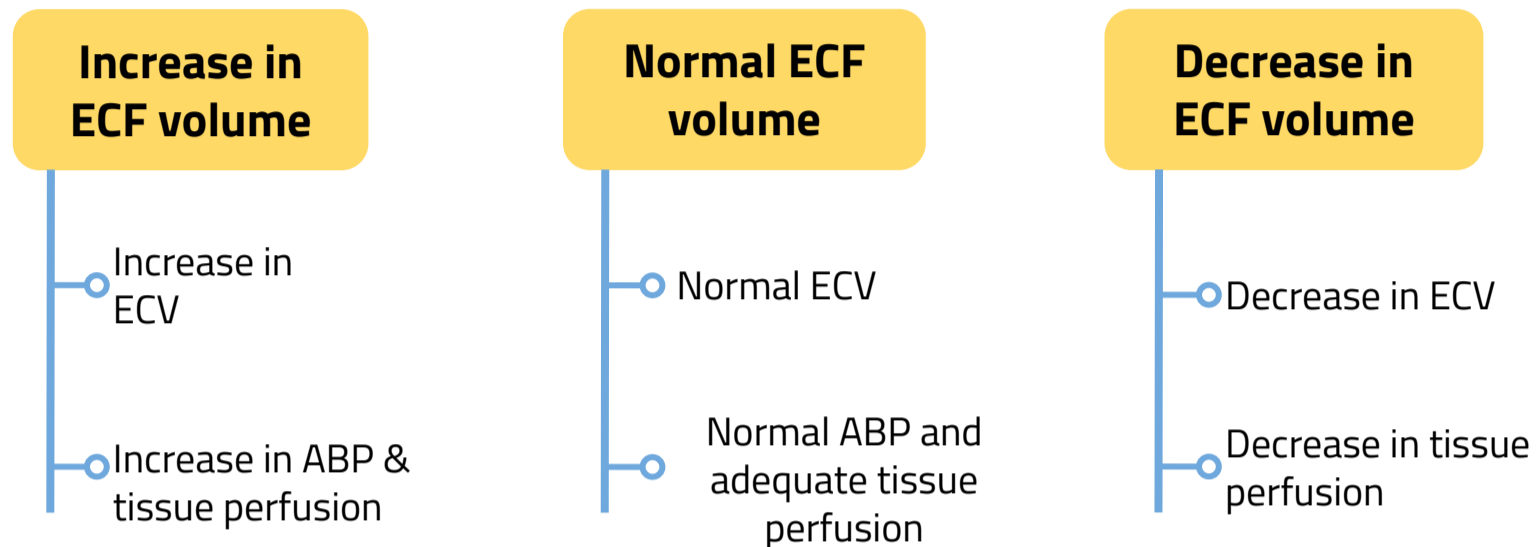 Increase in
ECF volume
Increase in
ECV
Increase in ABP &
tissue perfusion
Normal ECF
volume
Normal ECV
Normal ABP and
adequate tissue
perfusion
Decrease in
ECF volume
Decrease in ECV
Decrease in tissue
perfusion